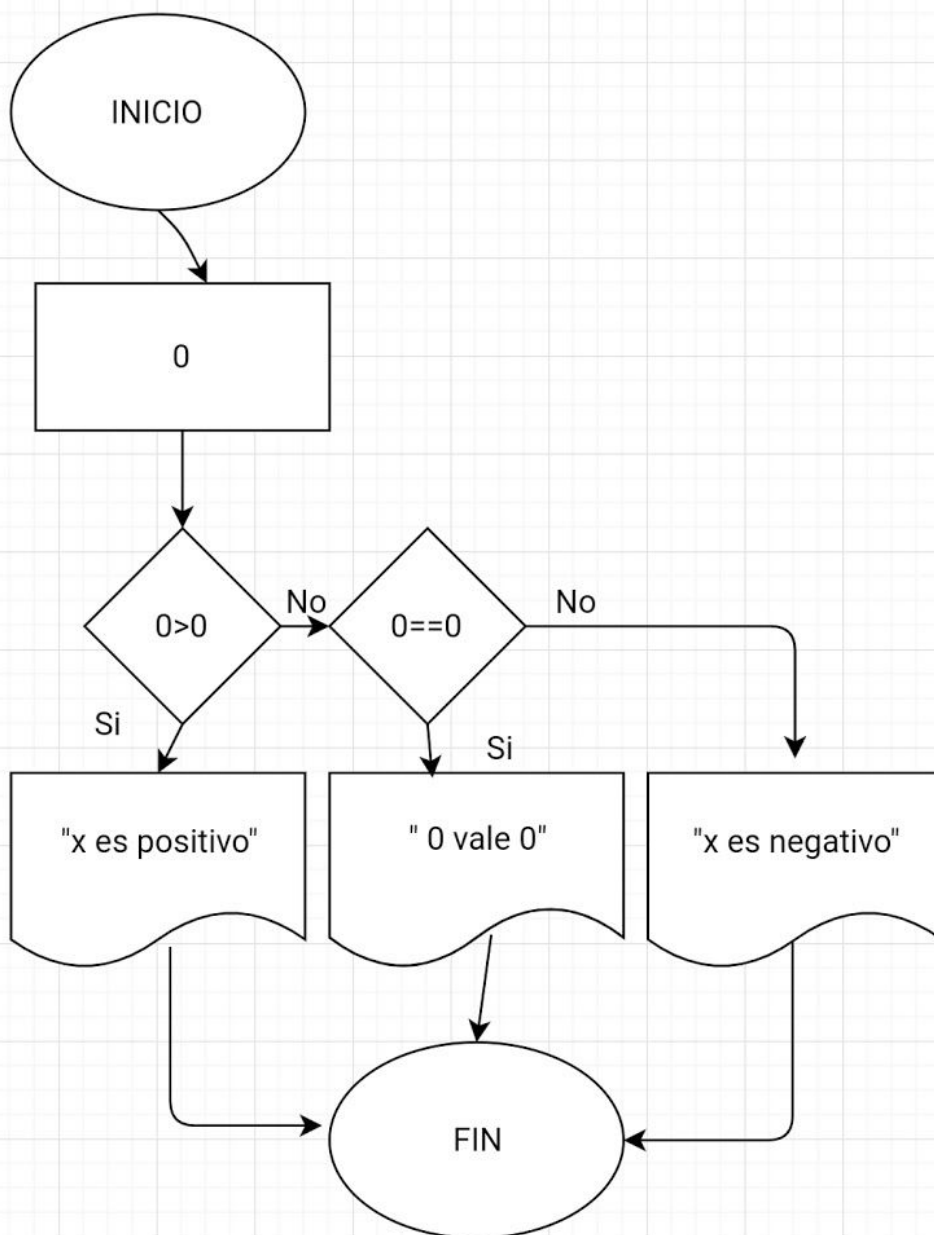 INICIO
0
0>0
No
0==0
No
Si
Si
"x es positivo"
" 0 vale 0"
"x es negativo"
FIN